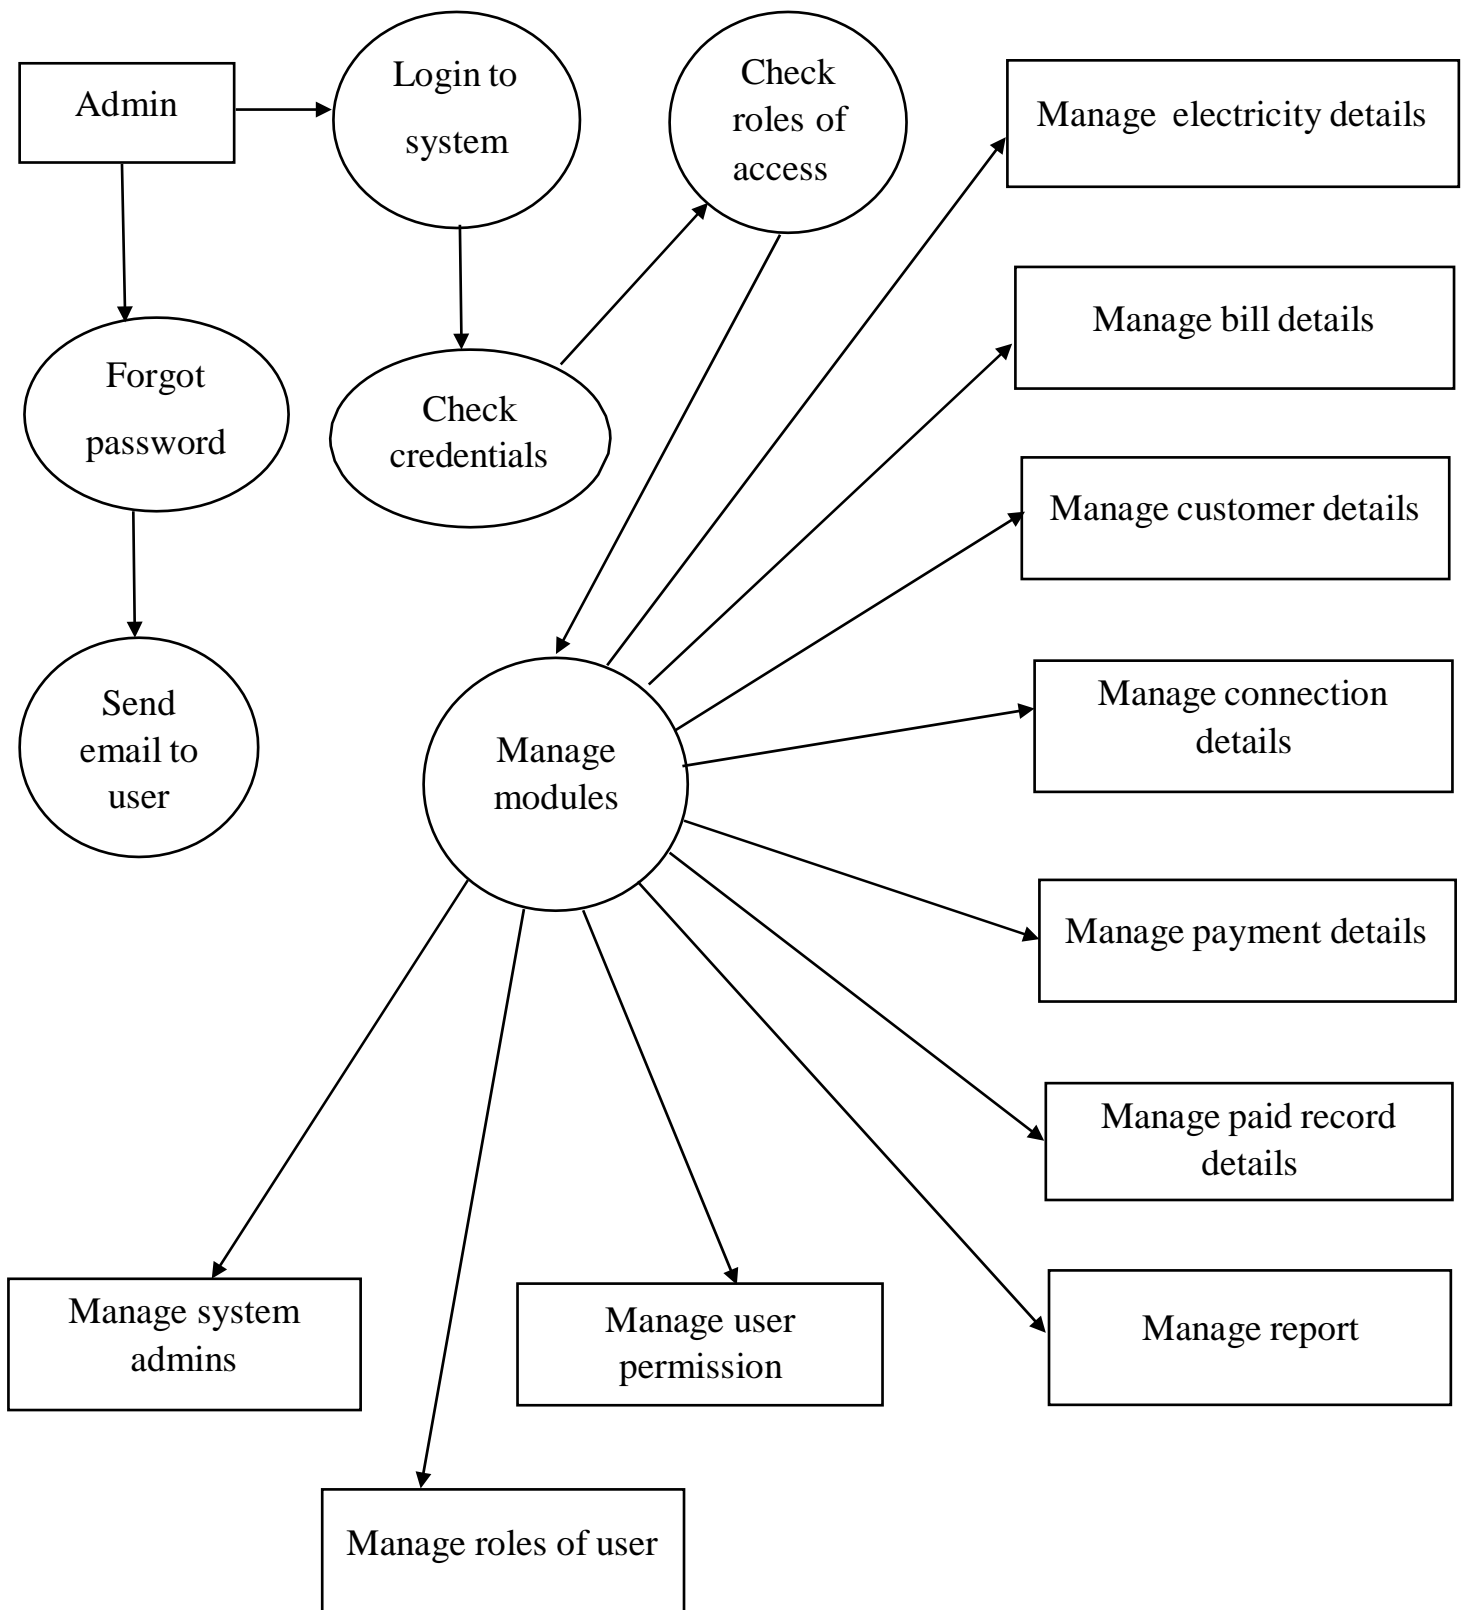 Admin
Login to
system
Check
roles of
access
Manage electricity details
Manage bill details
Forgot
password
Check
credentials
Manage customer details
Send
email to
user
Manage
modules
Manage connection
details
Manage payment details
Manage paid record
details
Manage system
admins
Manage user
permission
Manage report
Manage roles of user